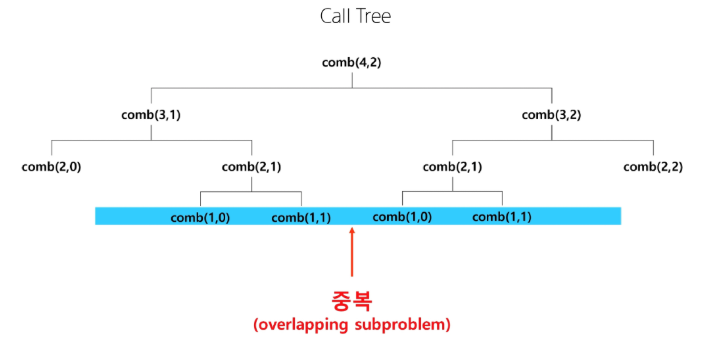 Call Tree
comb(4,2)
comb(3,1) comb(3,2)
comb(2,0) comb(2,1) comb(2,1) comb(2,2)
comb(1,0) comb(1,1) comb(1,0) comb(1,1)
중복
(overlapping subproblem)